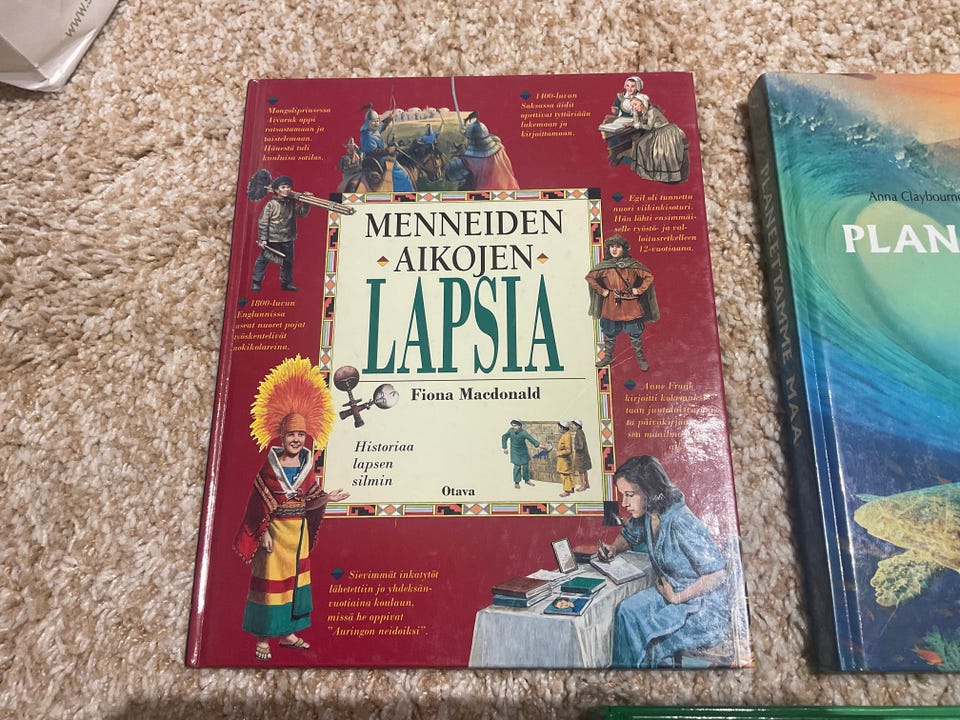 www.s
Mongoliprinsessa
Aiyaruk oppi
ratsastamaan ja
taistelemaan.
Hänestä tuli
kuuluisa sotilas.
1400-luvun
Saksassa äidit
opettivat tyttäriään
lukemaan ja
kirjoittamaan.
Egil oli tunnettu
nuori viikinkisoturi.
Hän lähti ensimmäi-
selle ryöstö- ja val-
loitusretkelleen
12-vuotiaana.
1800-luvun
Englannissa
useat nuoret pojat
työskentelivät
nokikolareina.
MENNEIDEN
AIKOJEN
LAPSIA
Fiona Macdonald
Historiaa
lapsen
silmin
Otava
Anne Frank
kirjoitti
Sievimmät inkatytöt
lähetettiin jo yhdeksän-
vuotiaina kouluun,
missä he oppivat
"Auringon neidoiksi".
PLANEETTAMME MAA
Anna Claybourne
PLAN